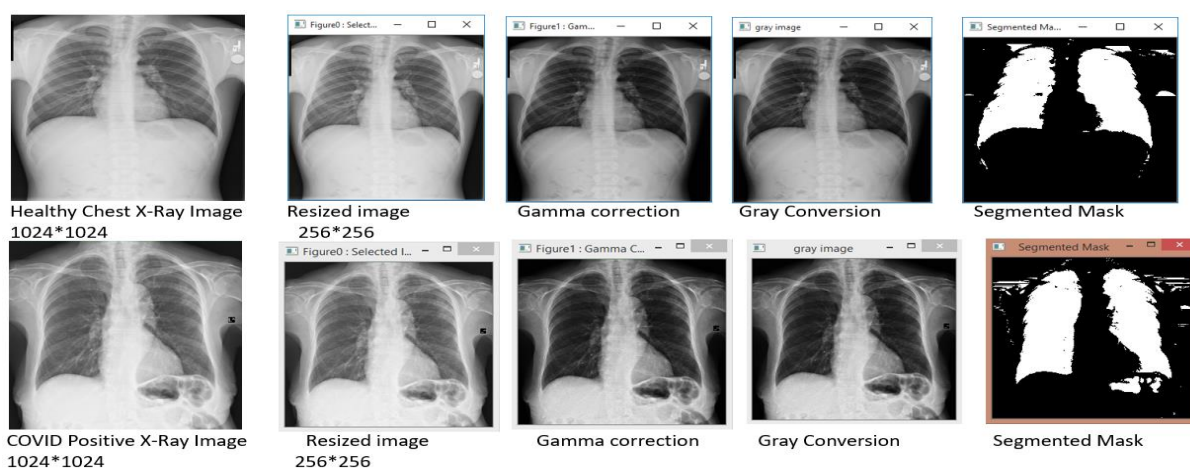 Figure0 : Select...
Figure1 : Gam...
gray image
Segmented Ma...
Healthy Chest X-Ray Image
1024*1024
Resized image
256*256
Gamma correction
Gray Conversion
Segmented Mask
Figure0 : Selected I...
Figure1 : Gamma C...
gray image
Segmented Mask
COVID Positive X-Ray Image
1024*1024
Resized image
256*256
Gamma correction
Gray Conversion
Segmented Mask